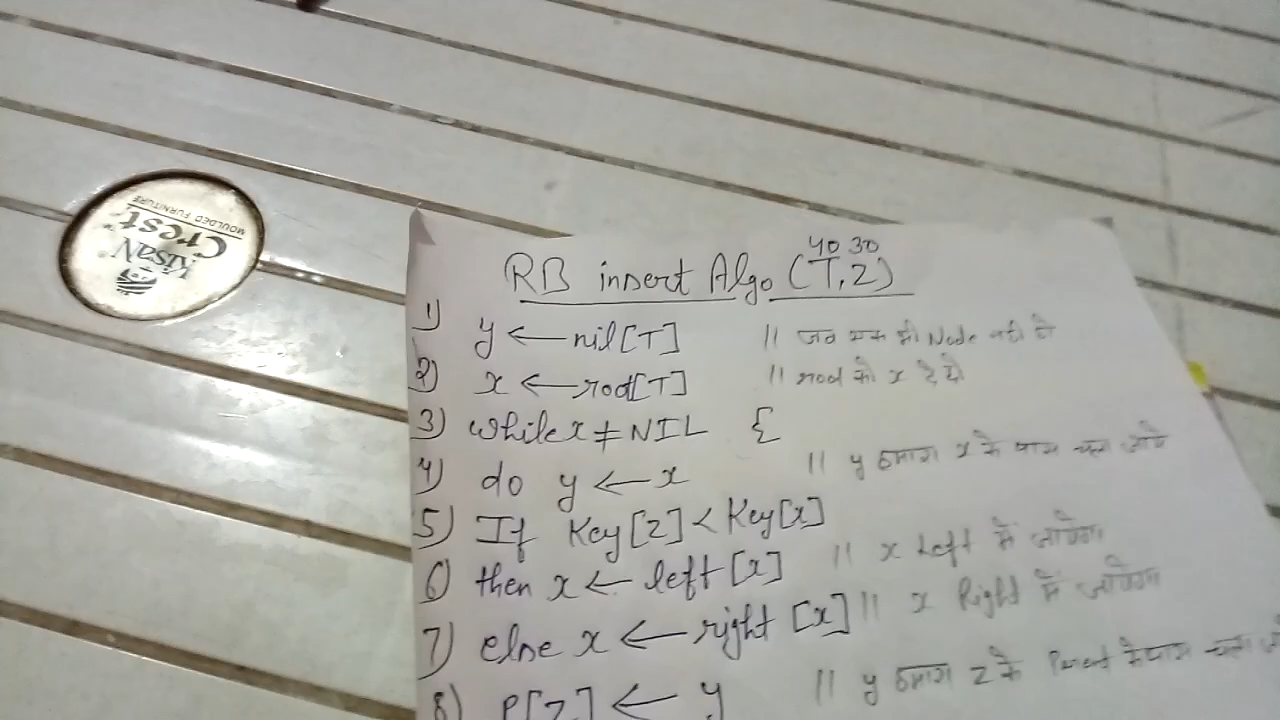 Kisan
Crest
MOULDED FURNITURE
40 30
RB insert Algo (T,Z)
1) y ← nil[T] // जब एक भी Node नही हो
2) x ← root[T] // root को x दे दो
3) while x ≠ NIL {
4) do y ← x // y हमारा x के पास चला जाये
5) If Key[Z] < Key[x]
6) then x ← left [x] // x Left में जायेगा
7) else x ← right [x] // x Right में जायेगा
8) P[Z] ← y // y हमारा Z के Parent के पास चला